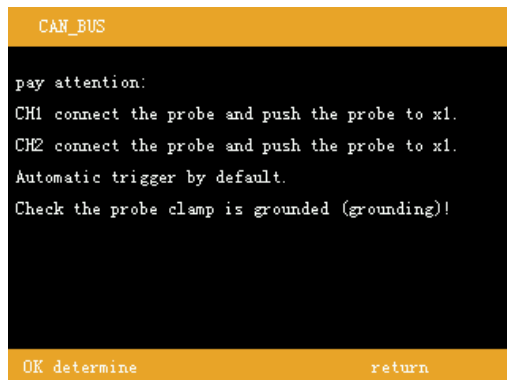 CAN_BUS
pay attention:
CH1 connect the probe and push the probe to x1.
CH2 connect the probe and push the probe to x1.
Automatic trigger by default.
Check the probe clamp is grounded (grounding)!
OK determine return